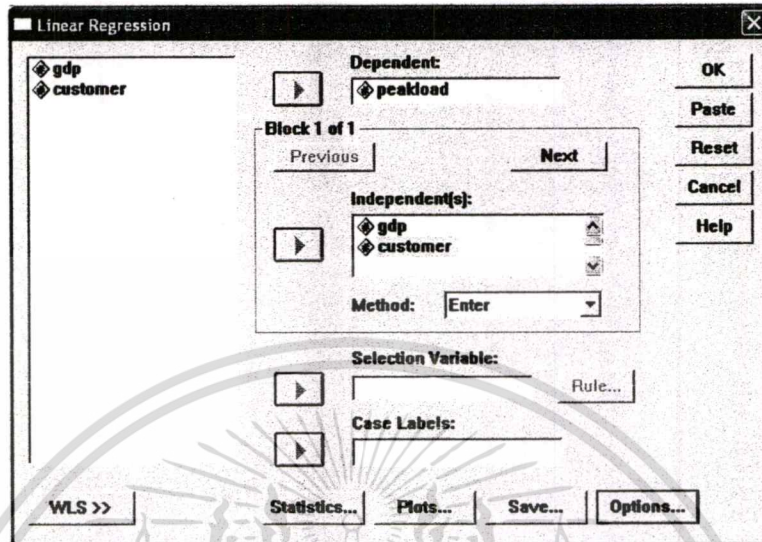 Linear Regression
gdp
customer
Dependent:
peakload
Block 1 of 1
Previous
Next
Independent(s):
gdp
customer
Method:
Enter
Selection Variable:
Rule...
Case Labels:
WLS >>
Statistics...
Plots...
Save...
Options...
OK
Paste
Reset
Cancel
Help